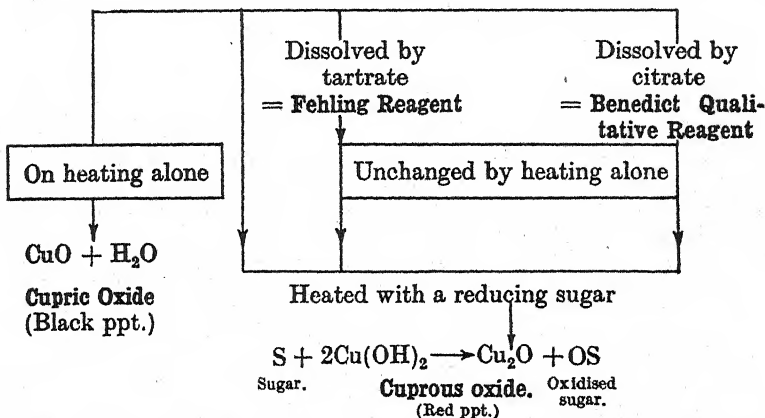 Dissolved by
tartrate
= Fehling Reagent
Dissolved by
citrate
= Benedict Quali-
tative Reagent
On heating alone
Unchanged by heating alone
CuO + H₂O
Cupric Oxide
(Black ppt.)
Heated with a reducing sugar
S + 2Cu(OH)₂ → Cu₂O + OS
Sugar. Cuprous oxide. Oxidised
(Red ppt.) sugar.